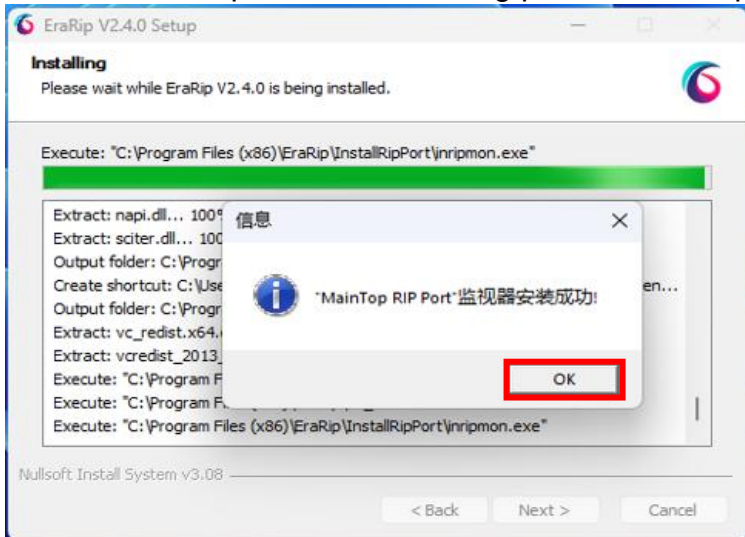 EraRip V2.4.0 Setup
Installing
Please wait while EraRip V2.4.0 is being installed.
Execute: "C:\Program Files (x86)\EraRip\InstallRipPort\inripmon.exe"
Extract: napi.dll... 100
Extract: sciter.dll... 100
Output folder: C:\Progr
Create shortcut: C:\Use
en...
Output folder: C:\Progr
Extract: vc_redist.x64.
Extract: vcredist_2013_
Execute: "C:\Program F
Execute: "C:\Program F
Execute: "C:\Program Files (x86)\EraRip\InstallRipPort\inripmon.exe"
信息
"MainTop RIP Port"监视器安装成功!
OK
Nullsoft Install System v3.08
< Back
Next >
Cancel